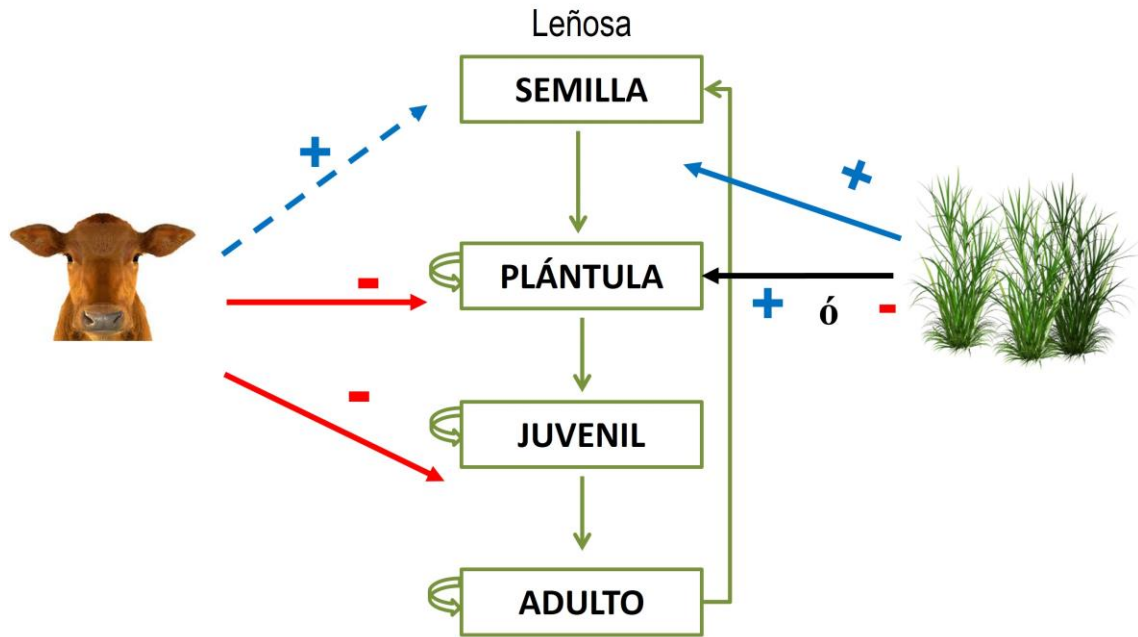 Leñosa
SEMILLA
+
+
PLÁNTULA
-
+ ó -
JUVENIL
-
ADULTO